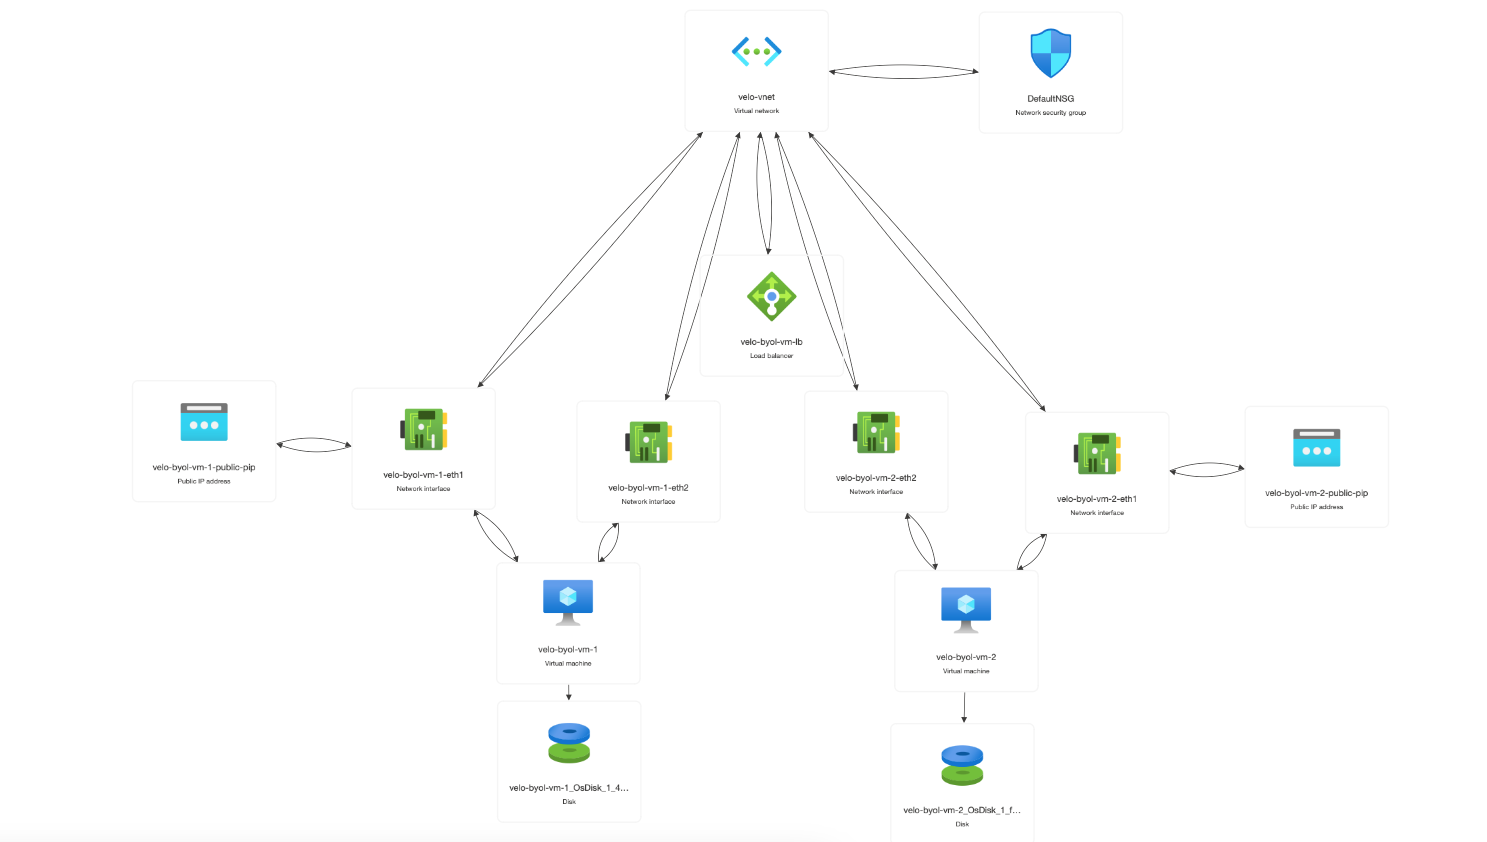 velo-vnet
Virtual network
DefaultNSG
Network security group
velo-byol-vm-lb
Load balancer
velo-byol-vm-1-public-pip
Public IP address
velo-byol-vm-1-eth1
Network interface
velo-byol-vm-1-eth2
Network interface
velo-byol-vm-2-eth2
Network interface
velo-byol-vm-2-eth1
Network interface
velo-byol-vm-2-public-pip
Public IP address
velo-byol-vm-1
Virtual machine
velo-byol-vm-2
Virtual machine
velo-byol-vm-1_OsDisk_1_4...
Disk
velo-byol-vm-2_OsDisk_1_f...
Disk